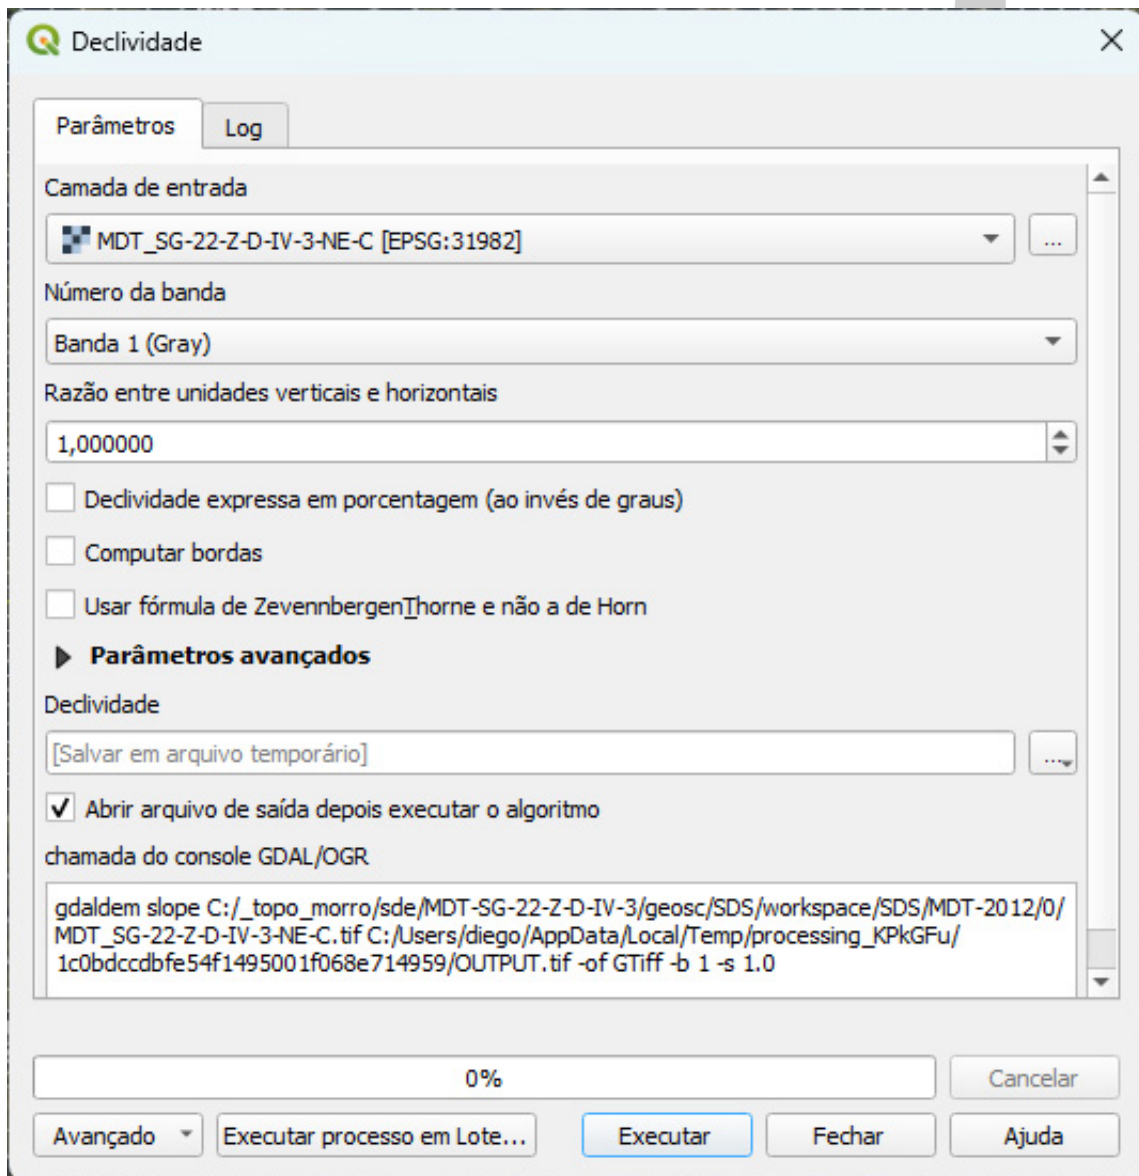 Declividade
Parâmetros
Log
Camada de entrada
MDT_SG-22-Z-D-IV-3-NE-C [EPSG:31982]
...
Número da banda
Banda 1 (Gray)
Razão entre unidades verticais e horizontais
1,000000
Declividade expressa em porcentagem (ao invés de graus)
Computar bordas
Usar fórmula de ZevennbergenThorne e não a de Horn
Parâmetros avançados
Declividade
[Salvar em arquivo temporário]
...
Abrir arquivo de saída depois executar o algoritmo
chamada do console GDAL/OGR
gdaldem slope C:/_topo_morro/sde/MDT-SG-22-Z-D-IV-3/geosc/SDS/workspace/SDS/MDT-2012/0/
MDT_SG-22-Z-D-IV-3-NE-C.tif C:/Users/diego/AppData/Local/Temp/processing_KPkGFu/
1c0bdccdbfe54f1495001f068e714959/OUTPUT.tif -of GTiff -b 1 -s 1.0
0%
Cancelar
Avançado
Executar processo em Lote...
Executar
Fechar
Ajuda